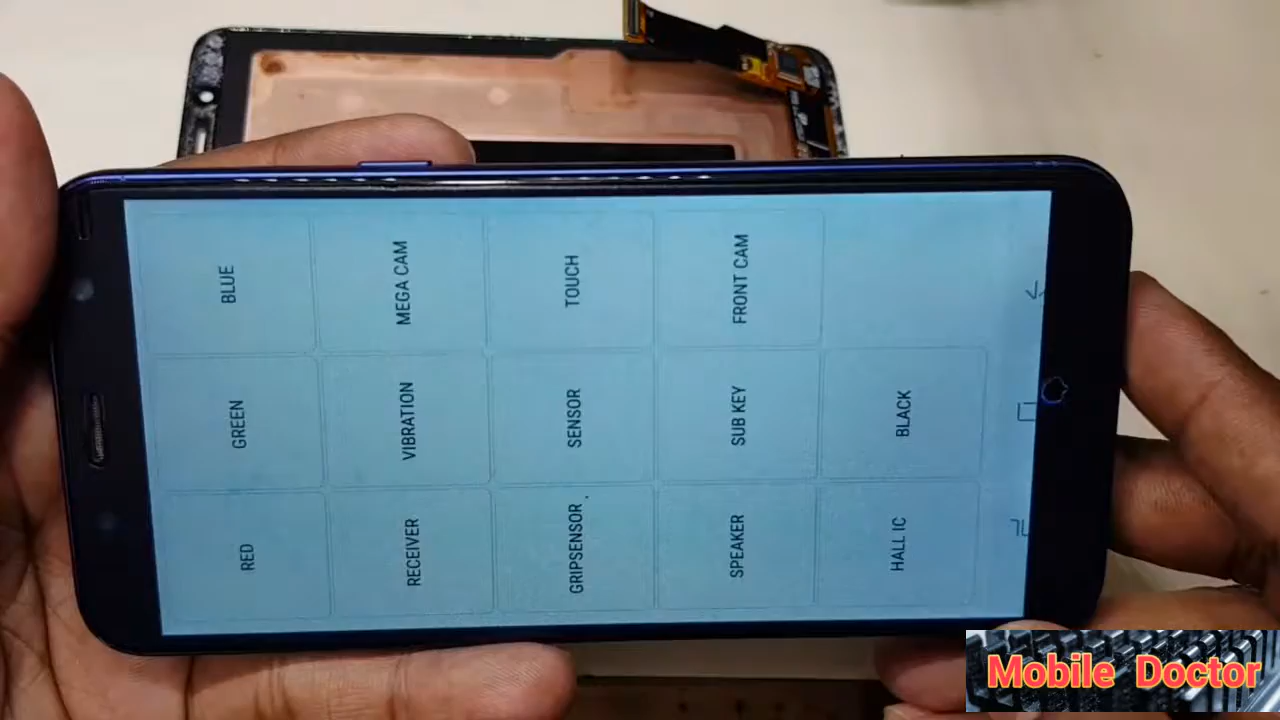 RED GREEN BLUE
RECEIVER VIBRATION MEGA CAM
GRIPSENSOR SENSOR TOUCH
SPEAKER SUB KEY FRONT CAM
HALL IC BLACK
Mobile Doctor